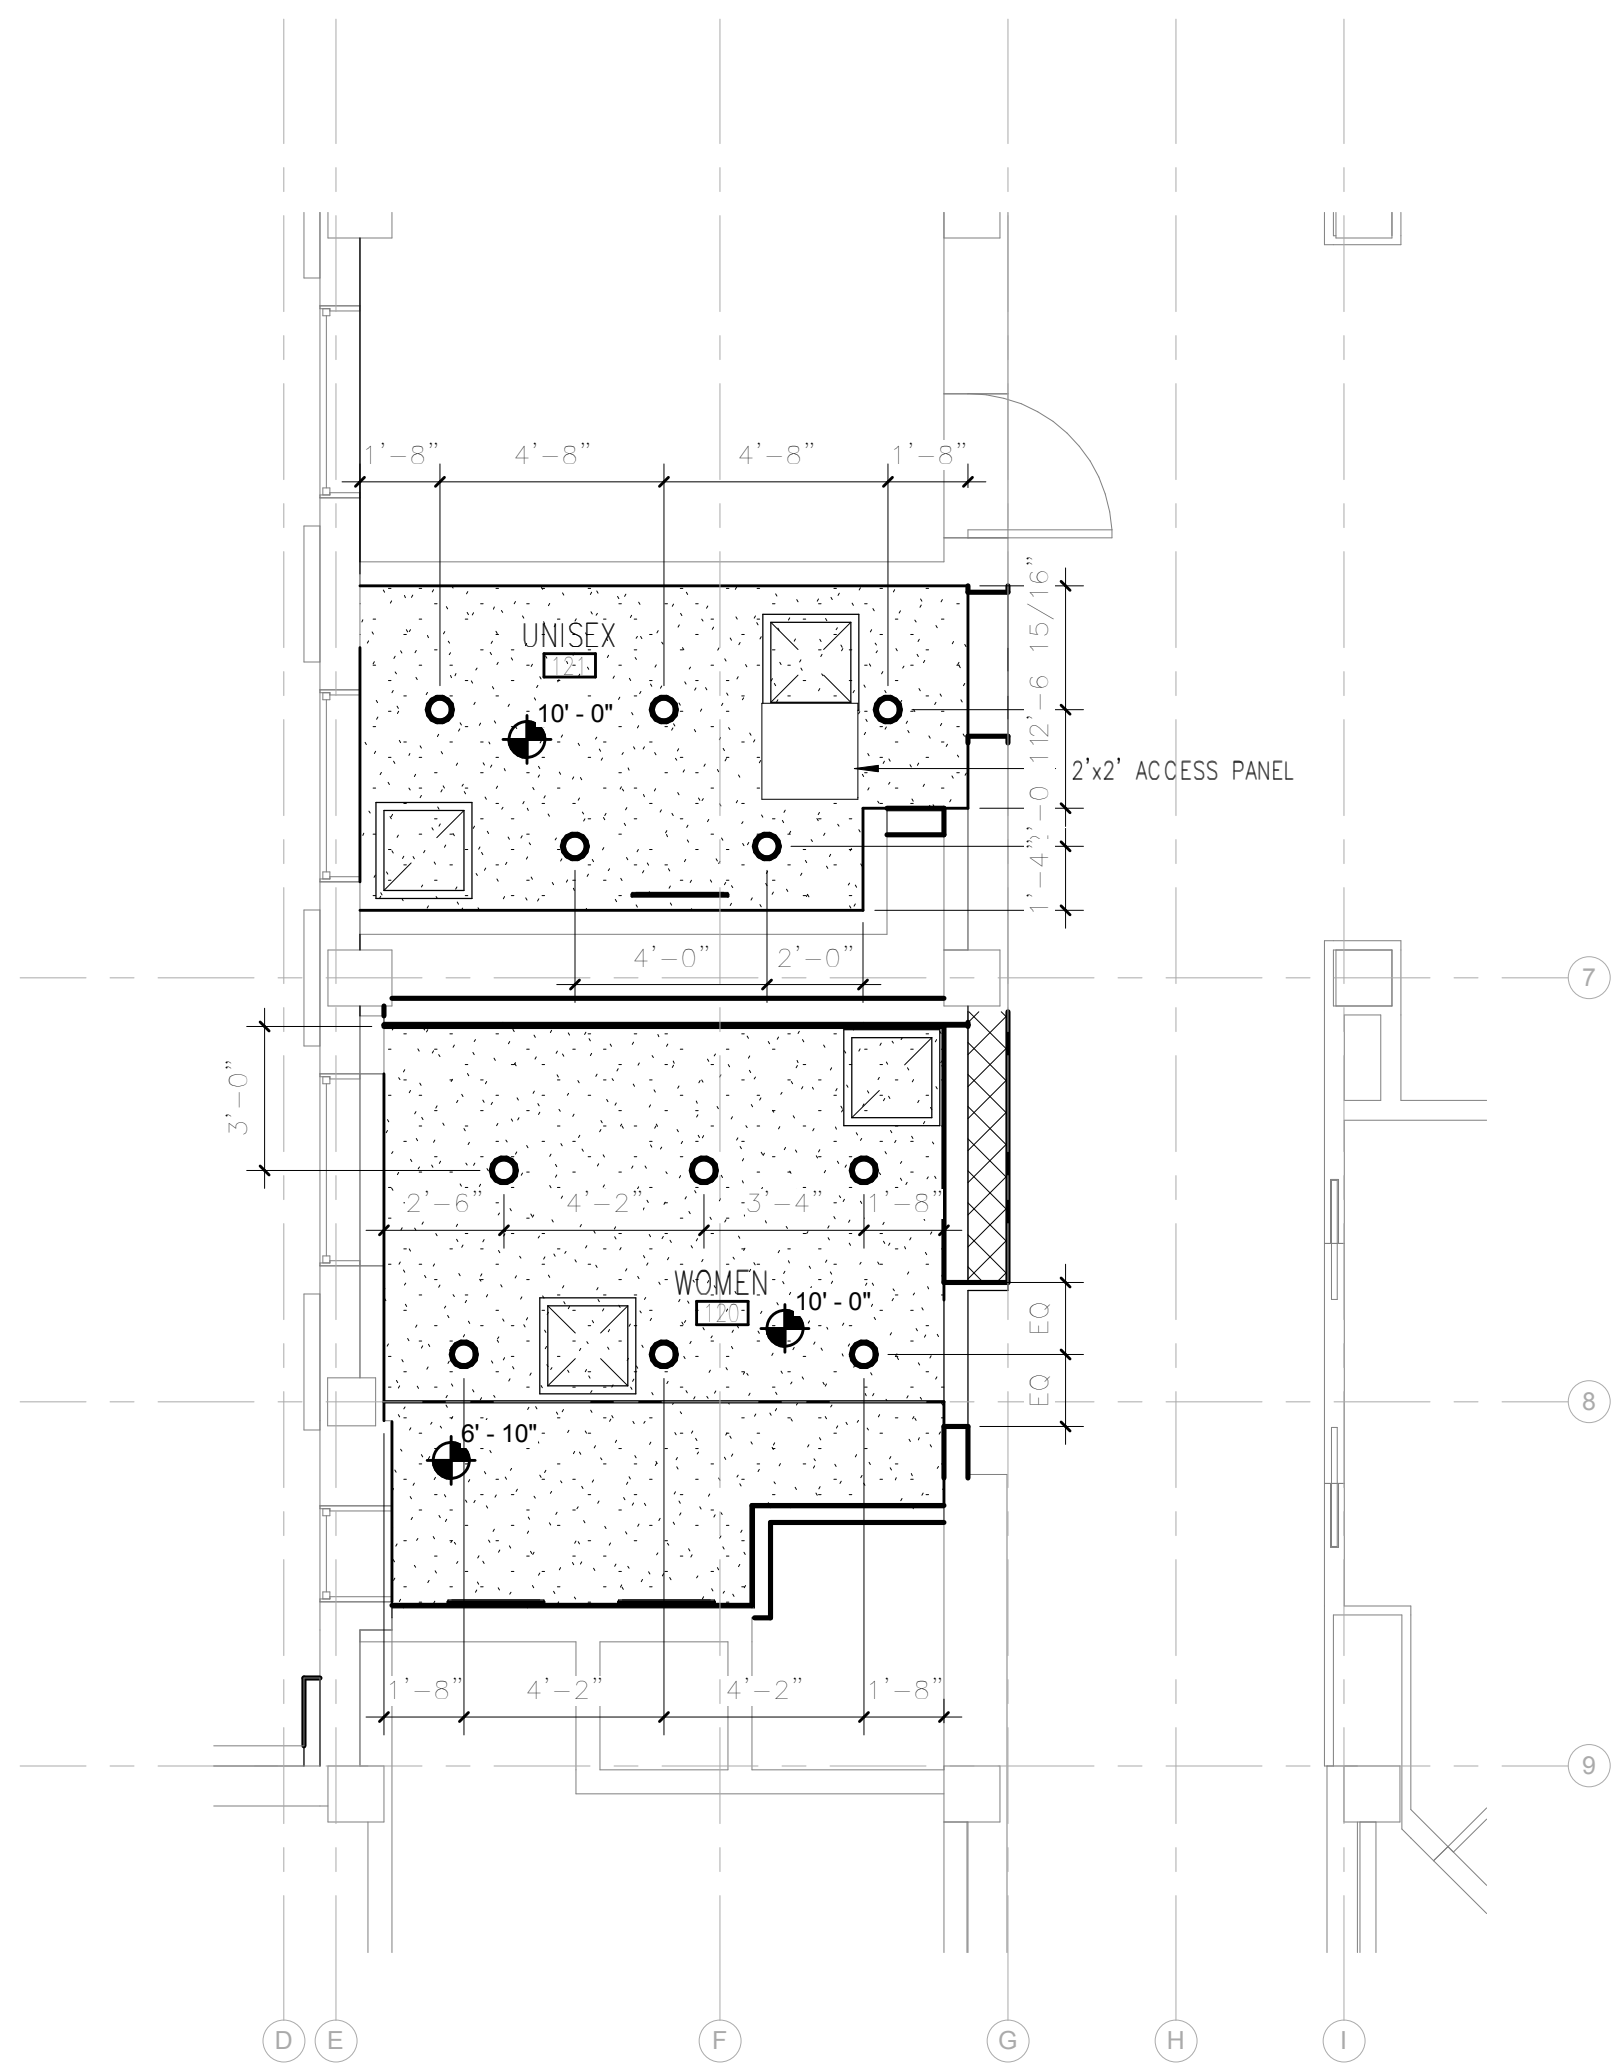 1'-8" 4'-8" 4'-8" 1'-8"
2'-6 15/16"
UNISEX
121
10' - 0"
2'x2' ACCESS PANEL
1'-4"
4'-0" 2'-0"
7
3'-0"
2'-6" 4'-2" 3'-4" 1'-8"
WOMEN
120
10' - 0"
EQ
EQ
8
6' - 10"
1'-8" 4'-2" 4'-2" 1'-8"
9
D E F G H I